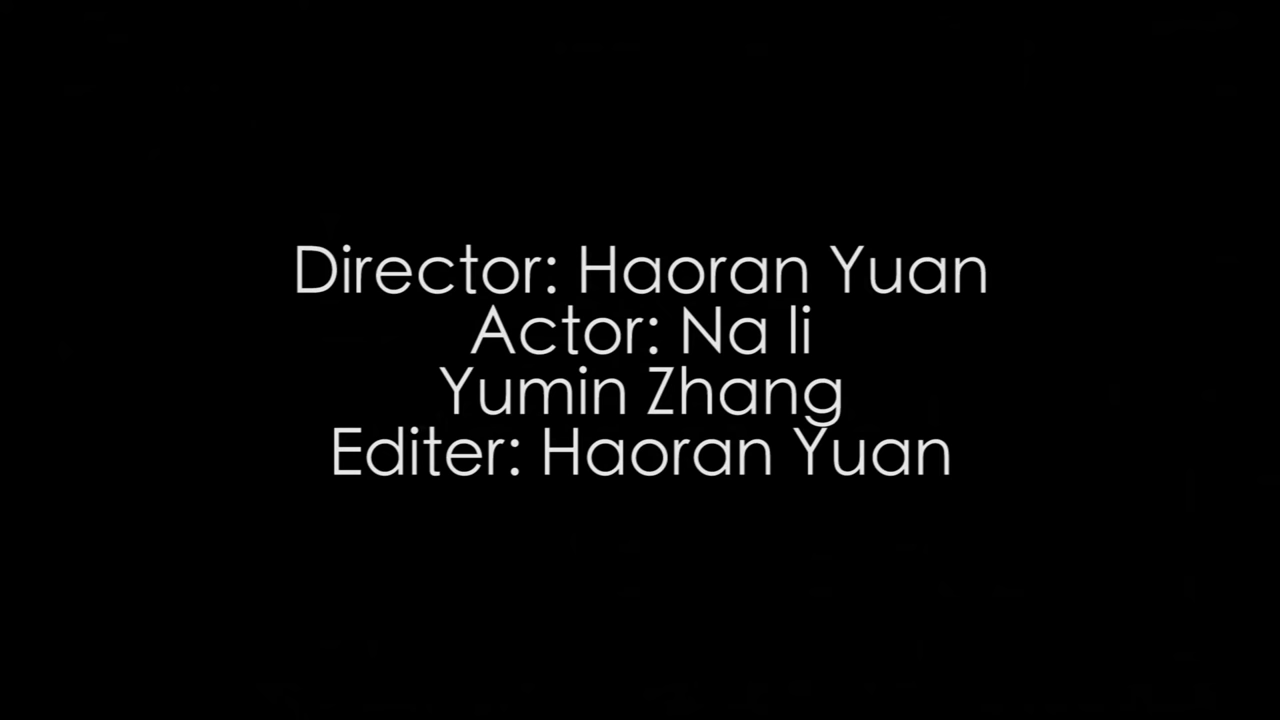 Director: Haoran Yuan
Actor: Na li
Yumin Zhang
Editer: Haoran Yuan